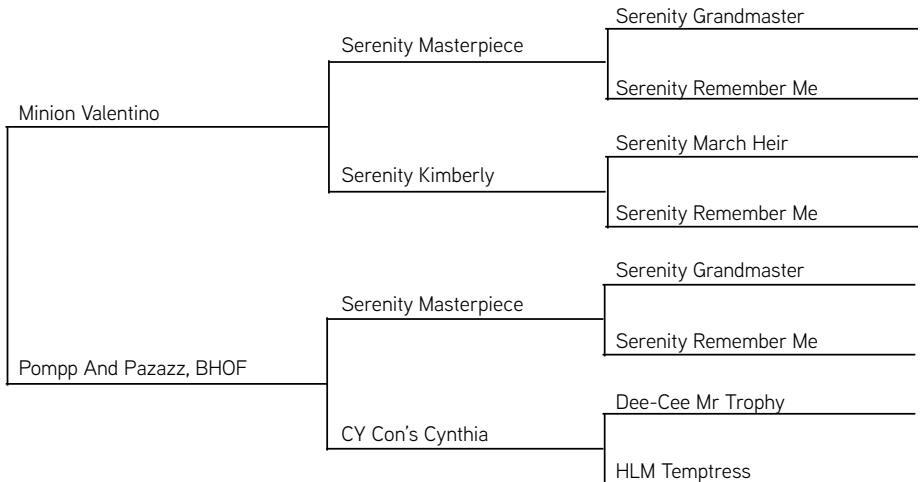 Serenity Grandmaster
Serenity Masterpiece
Serenity Remember Me
Minion Valentino
Serenity March Heir
Serenity Kimberly
Serenity Remember Me
Serenity Grandmaster
Serenity Masterpiece
Serenity Remember Me
Pompp And Pazazz, BHOF
Dee-Cee Mr Trophy
CY Con's Cynthia
HLM Temptress